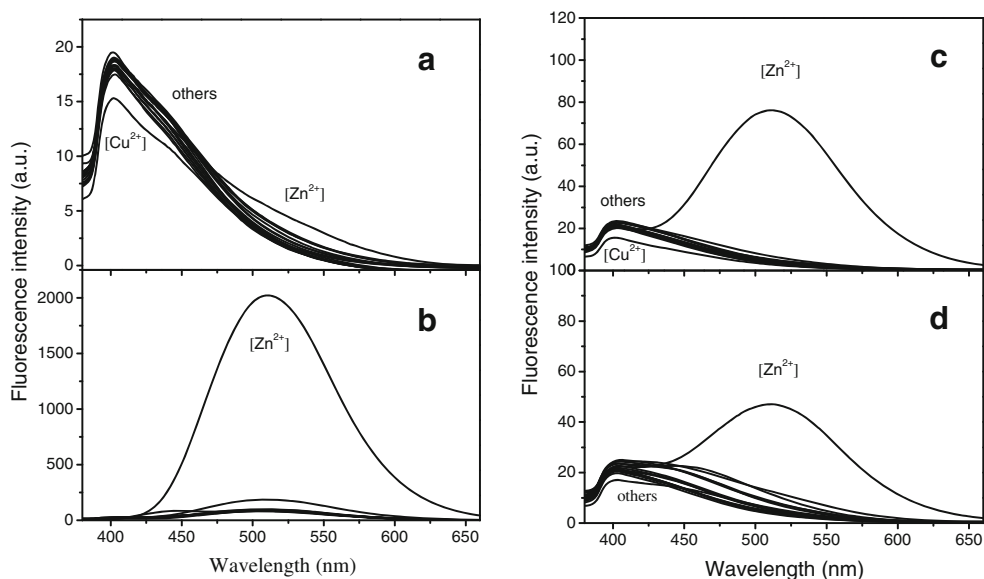 a
20
15
10
5
0
others
[Cu²⁺]
[Zn²⁺]
Fluorescence intensity (a.u.)
b
2000
1500
1000
500
0
[Zn²⁺]
400 450 500 550 600 650
Wavelength (nm)
c
120
100
80
60
40
20
100
[Zn²⁺]
others
[Cu²⁺]
Fluorescence intensity (a.u.)
d
80
60
40
20
0
[Zn²⁺]
others
400 450 500 550 600 650
Wavelength (nm)